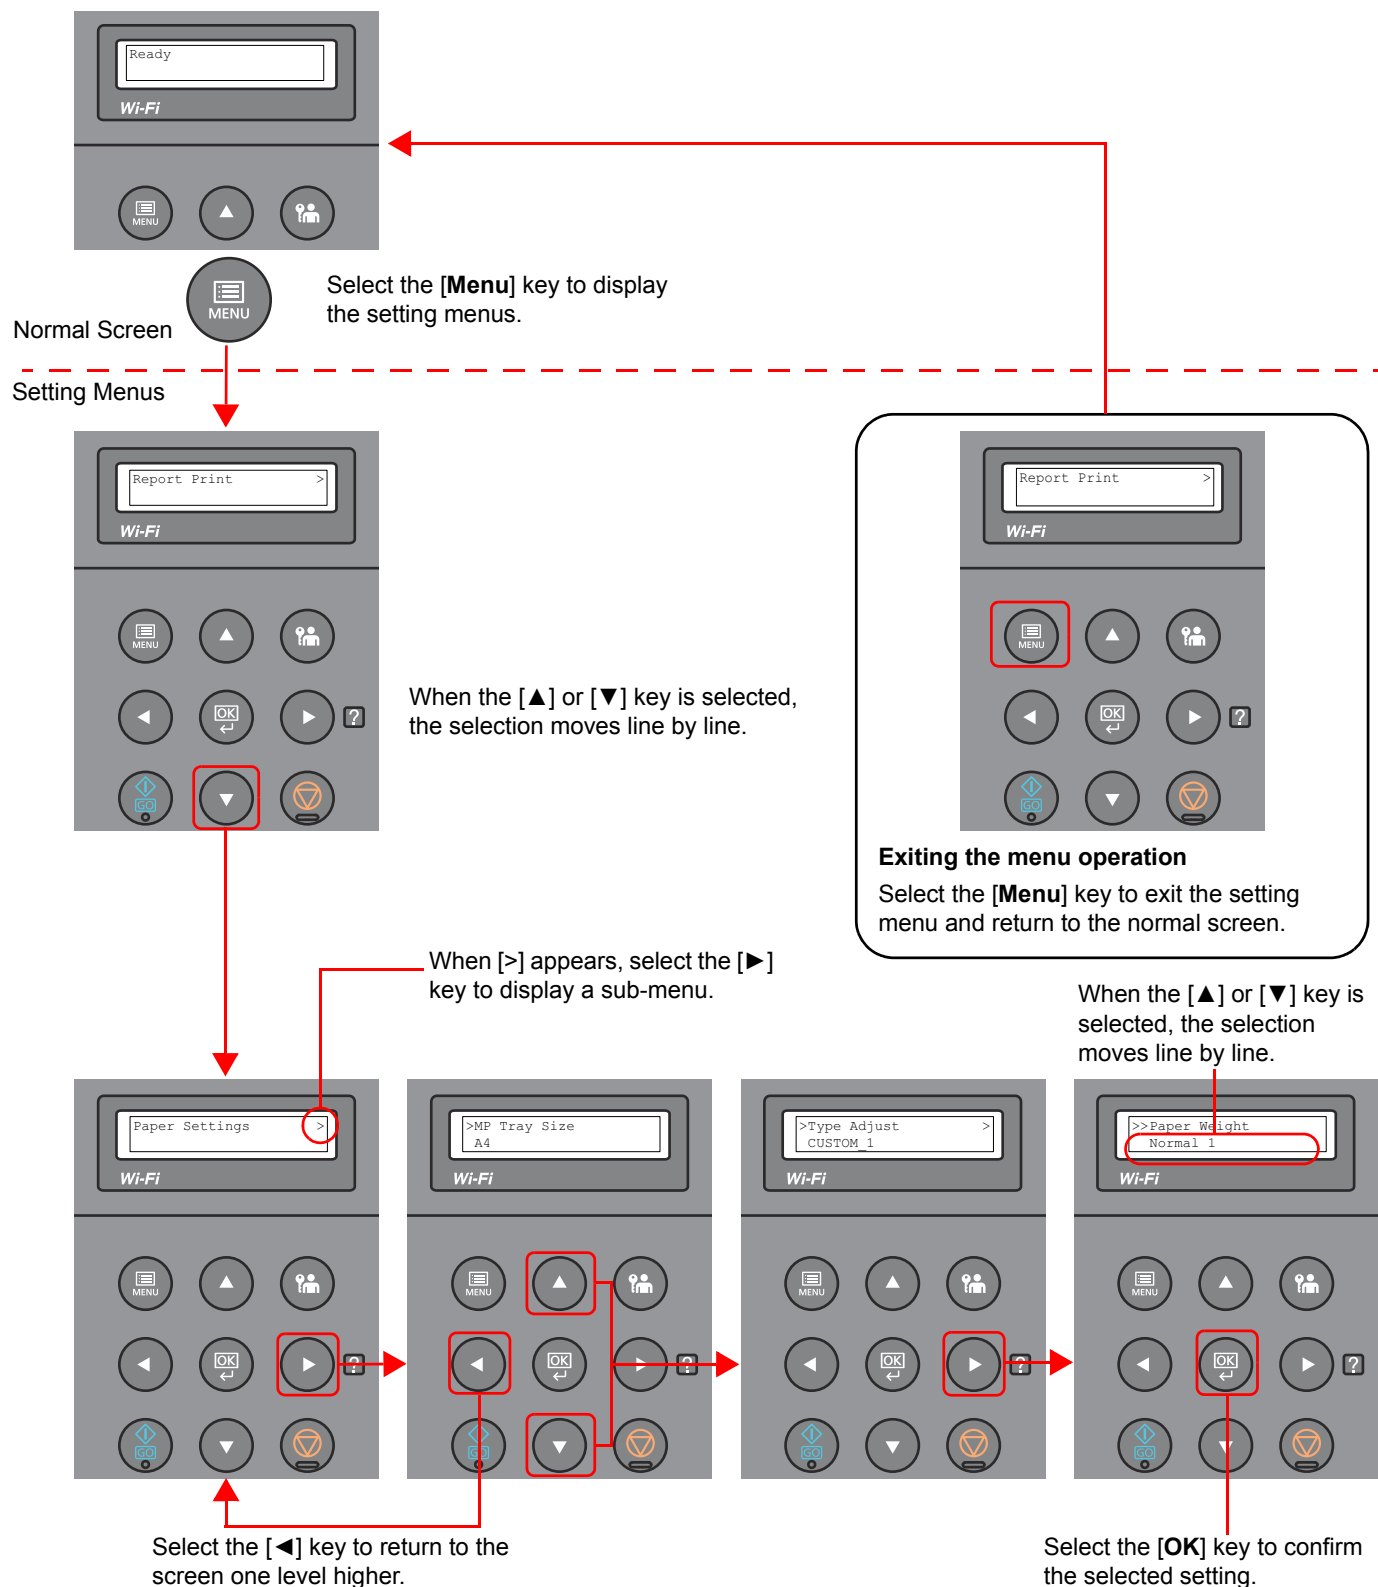 Ready
Wi-Fi
MENU
MENU
Select the [Menu] key to display
the setting menus.
Normal Screen
Setting Menus
Report Print >
Wi-Fi
MENU
OK
?
GO
When the [▲] or [▼] key is selected,
the selection moves line by line.
Report Print >
Wi-Fi
MENU
OK
?
GO
Exiting the menu operation
Select the [Menu] key to exit the setting
menu and return to the normal screen.
When [>] appears, select the [►]
key to display a sub-menu.
When the [▲] or [▼] key is
selected, the selection
moves line by line.
Paper Settings >
Wi-Fi
MENU
OK
?
GO
>MP Tray Size
A4
Wi-Fi
MENU
OK
?
GO
>Type Adjust >
CUSTOM_1
Wi-Fi
MENU
OK
?
GO
>>Paper Weight
Normal 1
Wi-Fi
MENU
OK
?
GO
Select the [◄] key to return to the
screen one level higher.
Select the [OK] key to confirm
the selected setting.